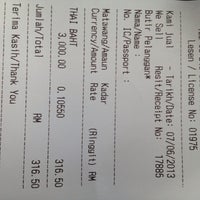 Lesen / License No: 01975
Kami Jual - Tarikh/Date: 07/06/2013
We Sell Resit/Receipt No: 17885
Butir Pelanggan:
Nama/Name:
No. IC/Passport :
Matawang/Amaun Kadar (Ringgit) RM
Currency/Amount Rate
THAI BAHT
3,000.00 0.10550 316.50
Jumlah/Total RM 316.50
Terima Kasih/Thank You